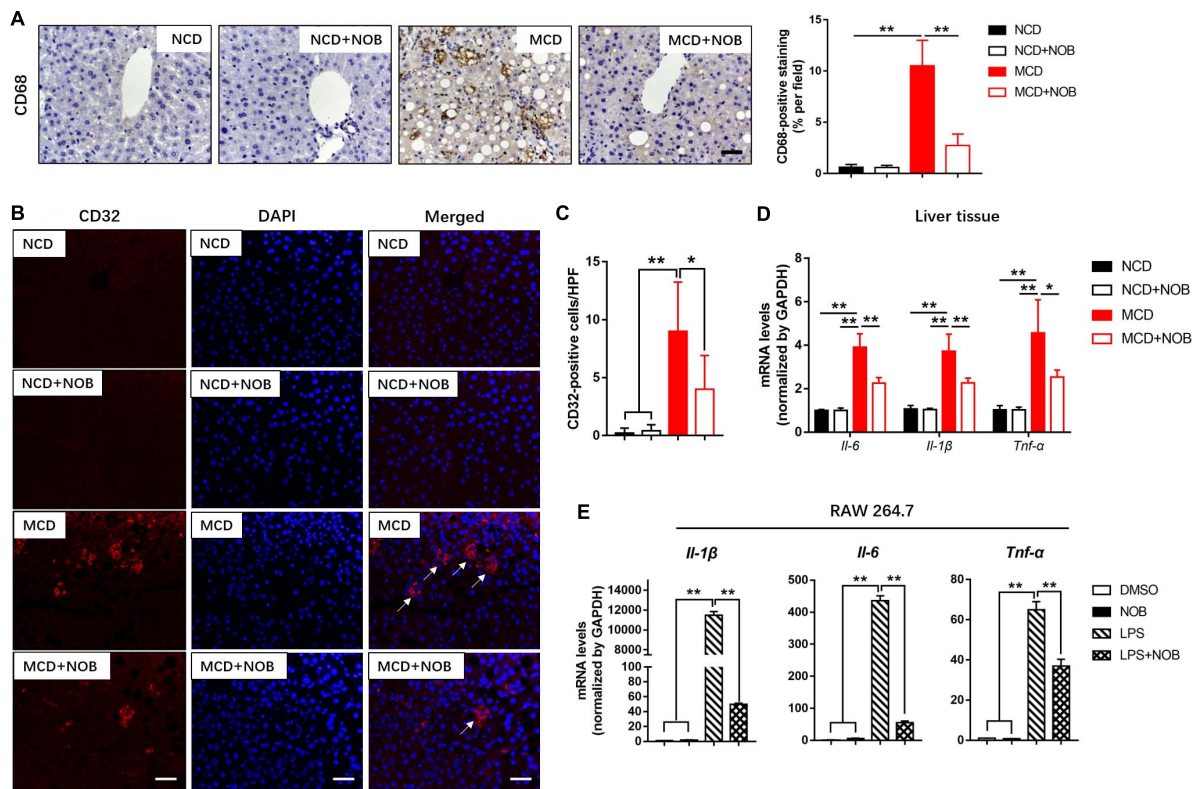 A
CD68
NCD
NCD+NOB
MCD
MCD+NOB
CD68-positive staining
(% per field)
15
10
5
0
**
**
NCD
NCD+NOB
MCD
MCD+NOB
B
CD32
DAPI
Merged
NCD
NCD
NCD
NCD+NOB
NCD+NOB
NCD+NOB
MCD
MCD
MCD
MCD+NOB
MCD+NOB
MCD+NOB
C
CD32-positive cells/HPF
15
10
5
0
**
*
D
Liver tissue
mRNA levels
(normalized by GAPDH)
8
6
4
2
0
**
**
**
**
**
**
**
**
*
Il-6
Il-1β
Tnf-α
NCD
NCD+NOB
MCD
MCD+NOB
E
RAW 264.7
Il-1β
Il-6
Tnf-α
mRNA levels
(normalized by GAPDH)
14000
12000
10000
8000
100
80
60
40
20
0
**
**
500
400
300
200
100
0
**
**
80
60
40
20
0
**
**
DMSO
NOB
LPS
LPS+NOB